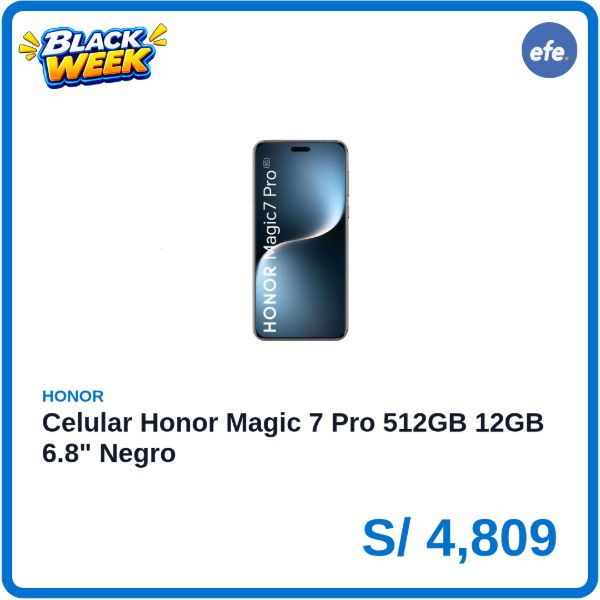 BLACK
WEEK
efe.
HONOR Magic7 Pro 5G
HONOR
Celular Honor Magic 7 Pro 512GB 12GB
6.8" Negro
S/ 4,809